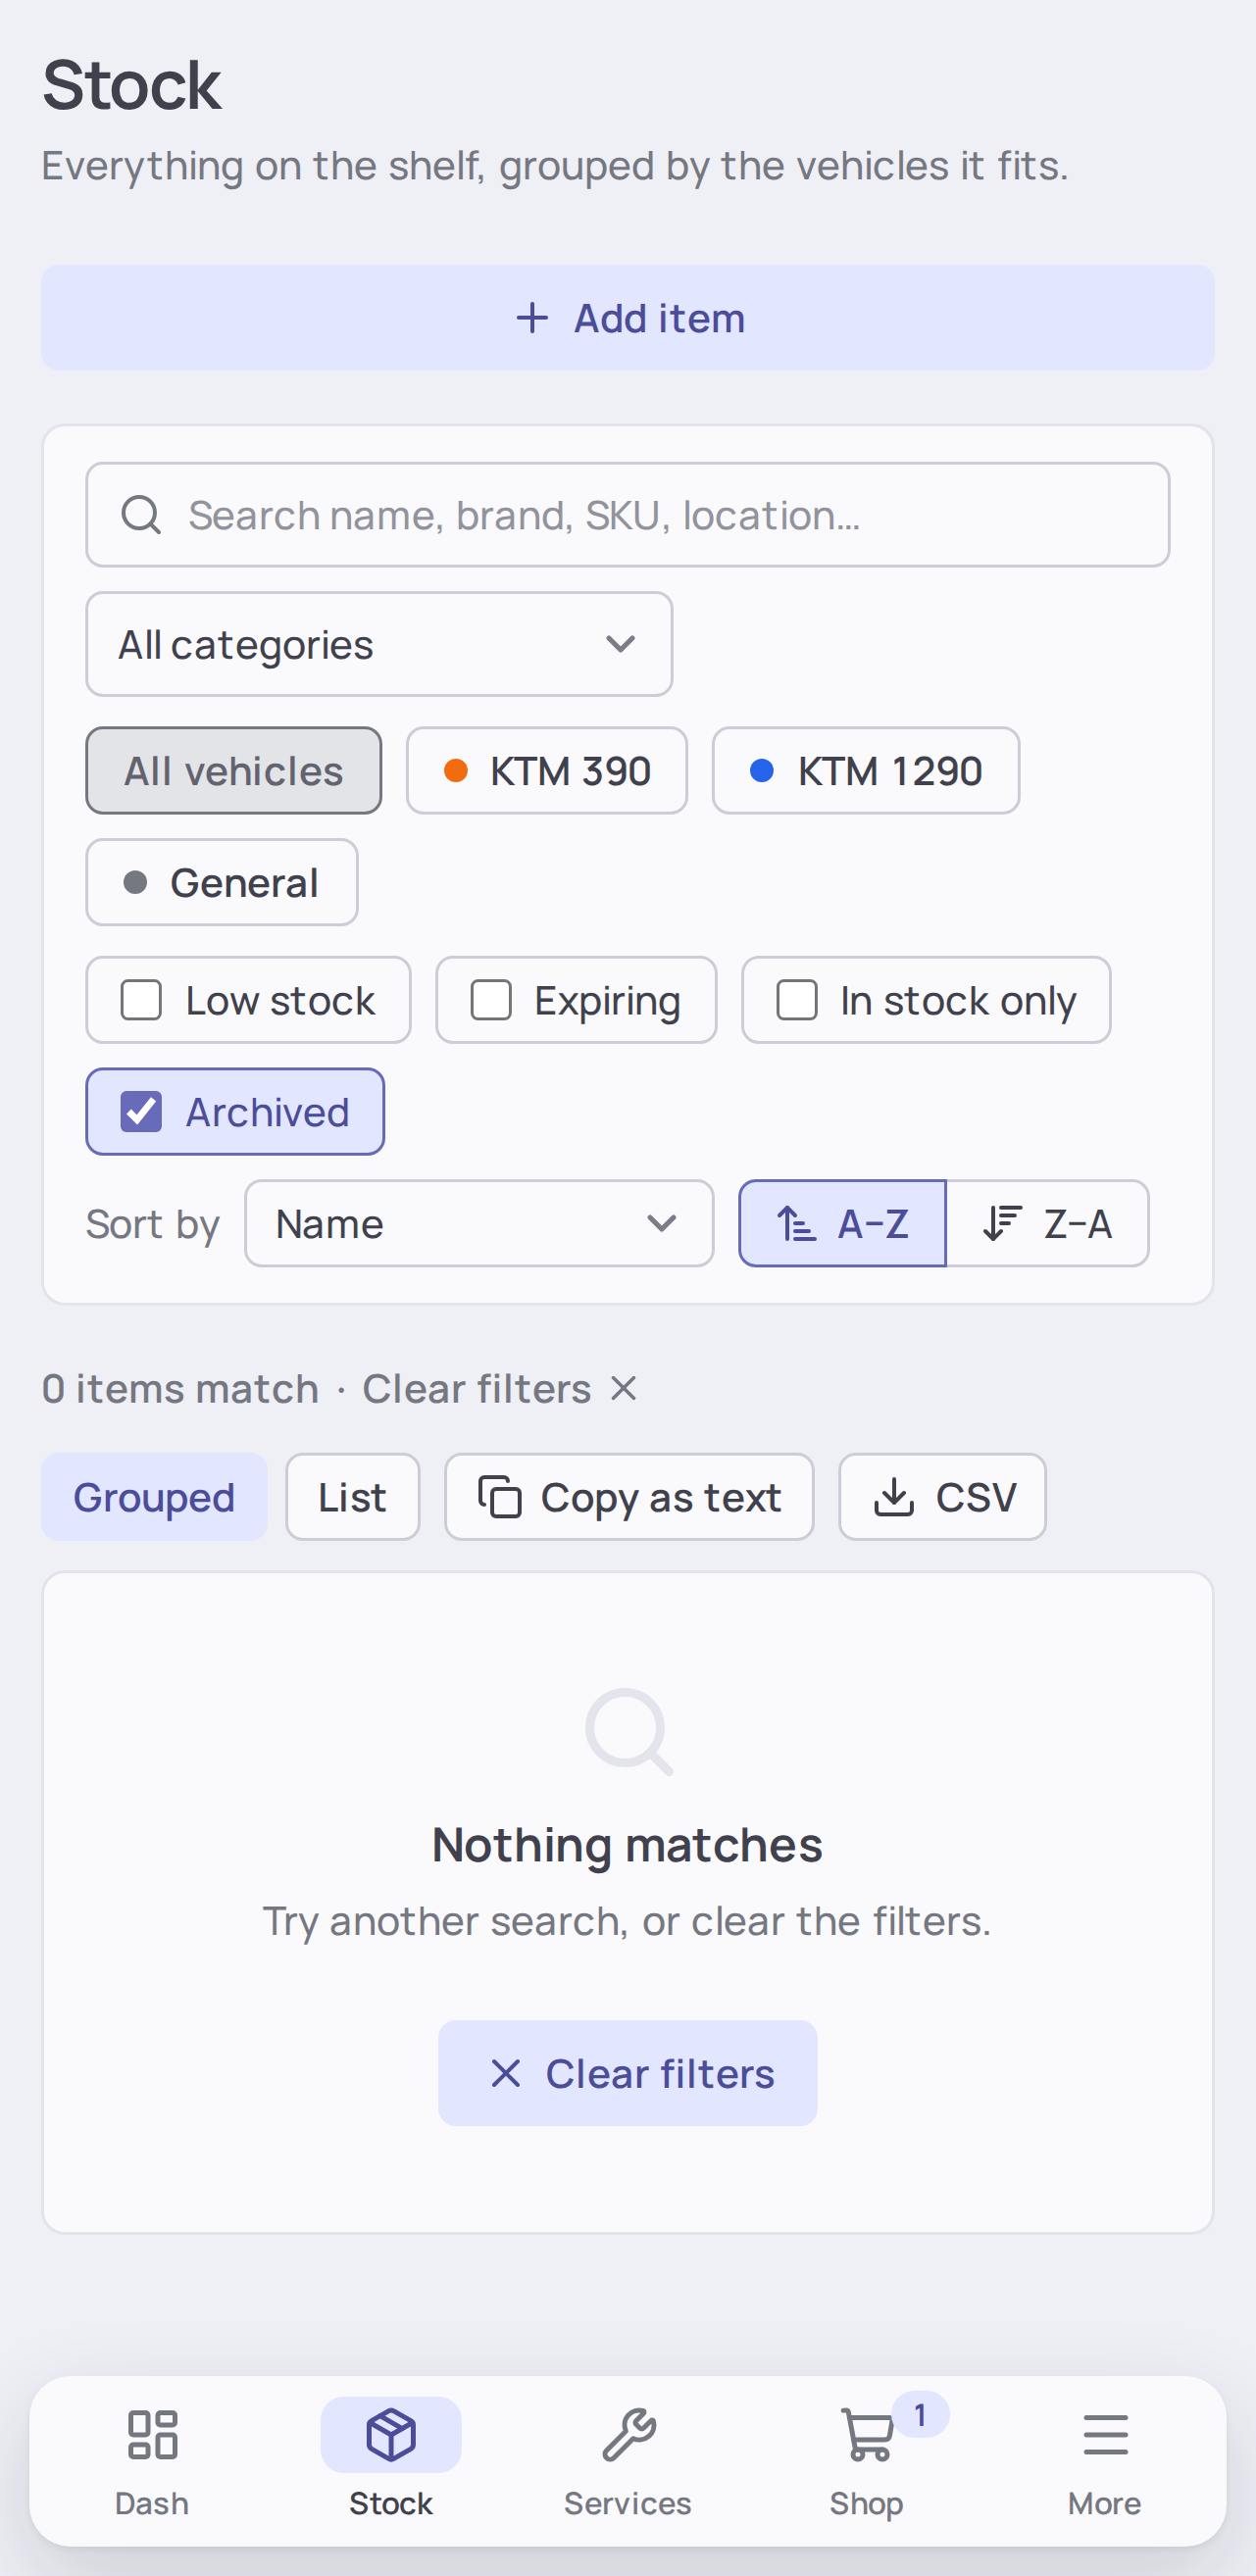 Stock
Everything on the shelf, grouped by the vehicles it fits.
Add item
Search name, brand, SKU, location...
All categories
All vehicles KTM 390 KTM 1290
General
Low stock Expiring In stock only
Archived
Sort by Name A–Z Z–A
0 items match · Clear filters
Grouped List Copy as text CSV
Nothing matches
Try another search, or clear the filters.
Clear filters
1
Dash Stock Services Shop More